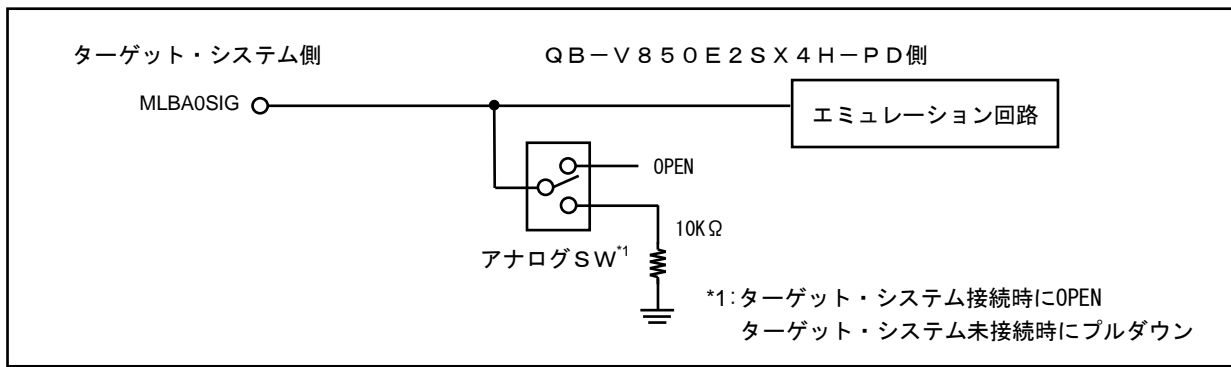 ターゲット・システム側
QB－V850E2SX4H－PD側
MLBA0SIG
エミュレーション回路
OPEN
10KΩ
アナログSW*1
*1:ターゲット・システム接続時にOPEN
ターゲット・システム未接続時にプルダウン